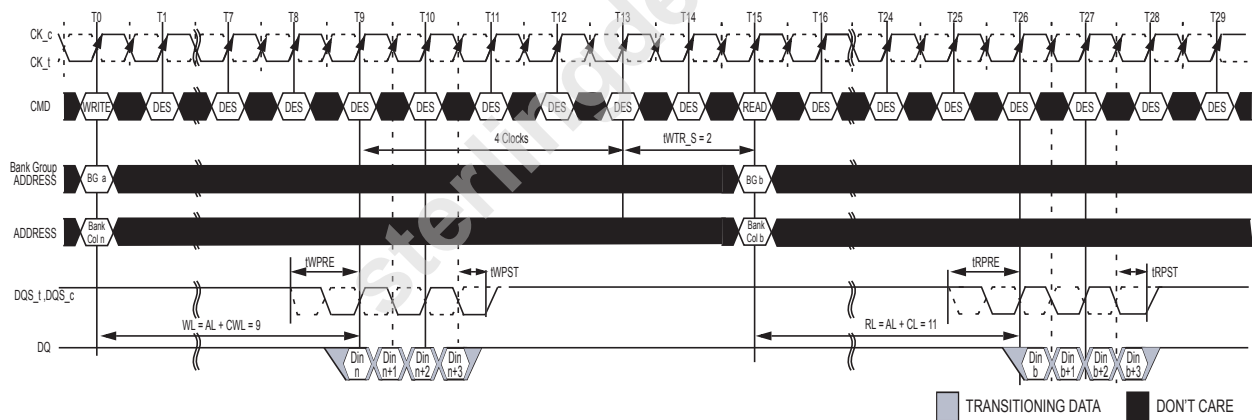 T0 T1 T7 T8 T9 T10 T11 T12 T13 T14 T15 T16 T24 T25 T26 T27 T28 T29
CK_c
CK_t
CMD WRITE DES DES DES DES DES DES DES DES DES READ DES DES DES DES DES DES DES
4 Clocks tWTR_S = 2
Bank Group
ADDRESS BG a BG b
ADDRESS Bank
Col n Bank
Col b
tWPRE tWPST tRPRE tRPST
DQS_t ,DQS_c
WL = AL + CWL = 9 RL = AL + CL = 11
DQ Din
n Din
n+1 Din
n+2 Din
n+3 Din
b Din
b+1 Din
b+2 Din
b+3
TRANSITIONING DATA DON'T CARE